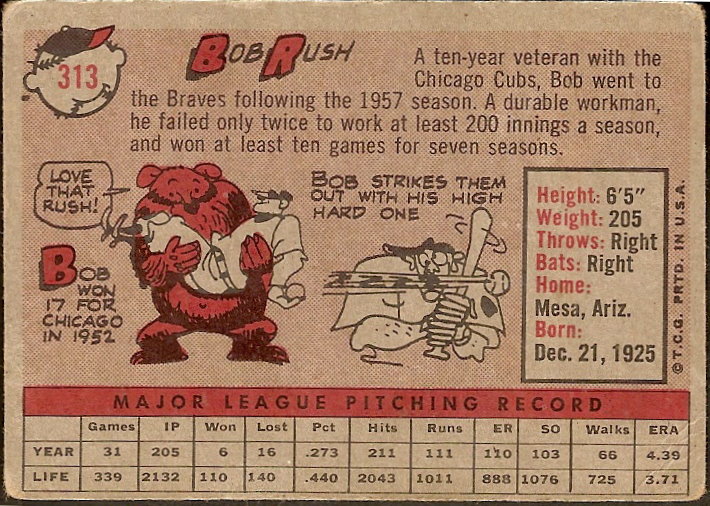 313
BOB RUSH
A ten-year veteran with the
Chicago Cubs, Bob went to
the Braves following the 1957 season. A durable workman,
he failed only twice to work at least 200 innings a season,
and won at least ten games for seven seasons.
LOVE
THAT
RUSH!
BOB
WON
17 FOR
CHICAGO
IN 1952
BOB STRIKES THEM
OUT WITH HIS HIGH
HARD ONE
Height: 6'5"
Weight: 205
Throws: Right
Bats: Right
Home:
Mesa, Ariz.
Born:
Dec. 21, 1925
© T.C.G. PRTD. IN U.S.A.
MAJOR LEAGUE PITCHING RECORD
Games IP Won Lost Pct Hits Runs ER SO Walks ERA
YEAR 31 205 6 16 .273 211 111 110 103 66 4.39
LIFE 339 2132 110 140 .440 2043 1011 888 1076 725 3.71